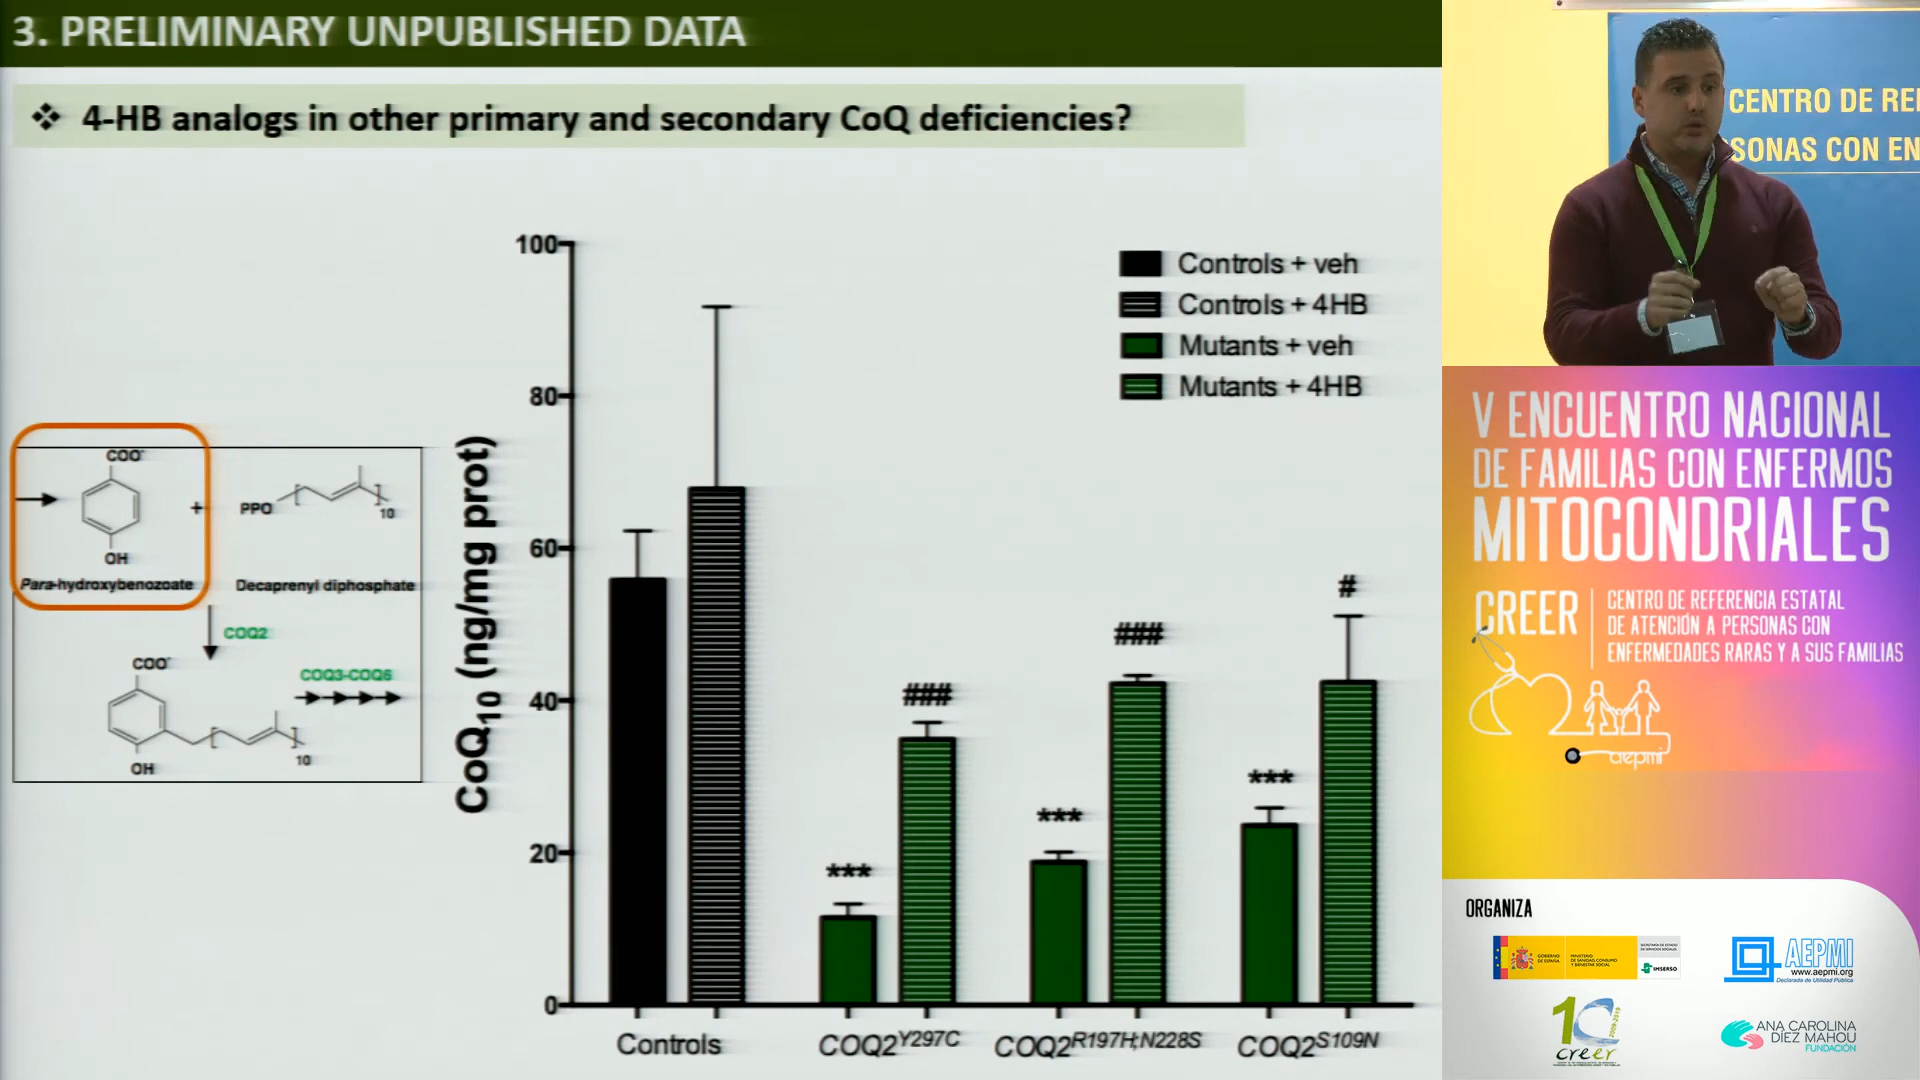 3. PRELIMINARY UNPUBLISHED DATA
❖ 4-HB analogs in other primary and secondary CoQ deficiencies?
COO-
+
PPO
10
OH
Para-hydroxybenozoate
Decaprenyl diphosphate
COQ2
COO-
COQ3-COQ6
10
OH
CoQ10 (ng/mg prot)
100
80
60
40
20
0
Controls + veh
Controls + 4HB
Mutants + veh
Mutants + 4HB
***
###
***
###
***
#
Controls
COQ2Y297C
COQ2R197H;N228S
COQ2S109N
CENTRO DE REF
SONAS CON EN
V ENCUENTRO NACIONAL
DE FAMILIAS CON ENFERMOS
MITOCONDRIALES
CREER
CENTRO DE REFERENCIA ESTATAL
DE ATENCIÓN A PERSONAS CON
ENFERMEDADES RARAS Y A SUS FAMILIAS
aepmi
ORGANIZA
GOBIERNO
DE ESPAÑA
MINISTERIO
DE SANIDAD, CONSUMO
Y BIENESTAR SOCIAL
SECRETARÍA DE ESTADO
DE SERVICIOS SOCIALES
IMSERSO
AEPMI
www.aepmi.org
Declarada de Utilidad Pública
10
2009-2019
creer
ANA CAROLINA
DÍEZ MAHOU
FUNDACIÓN